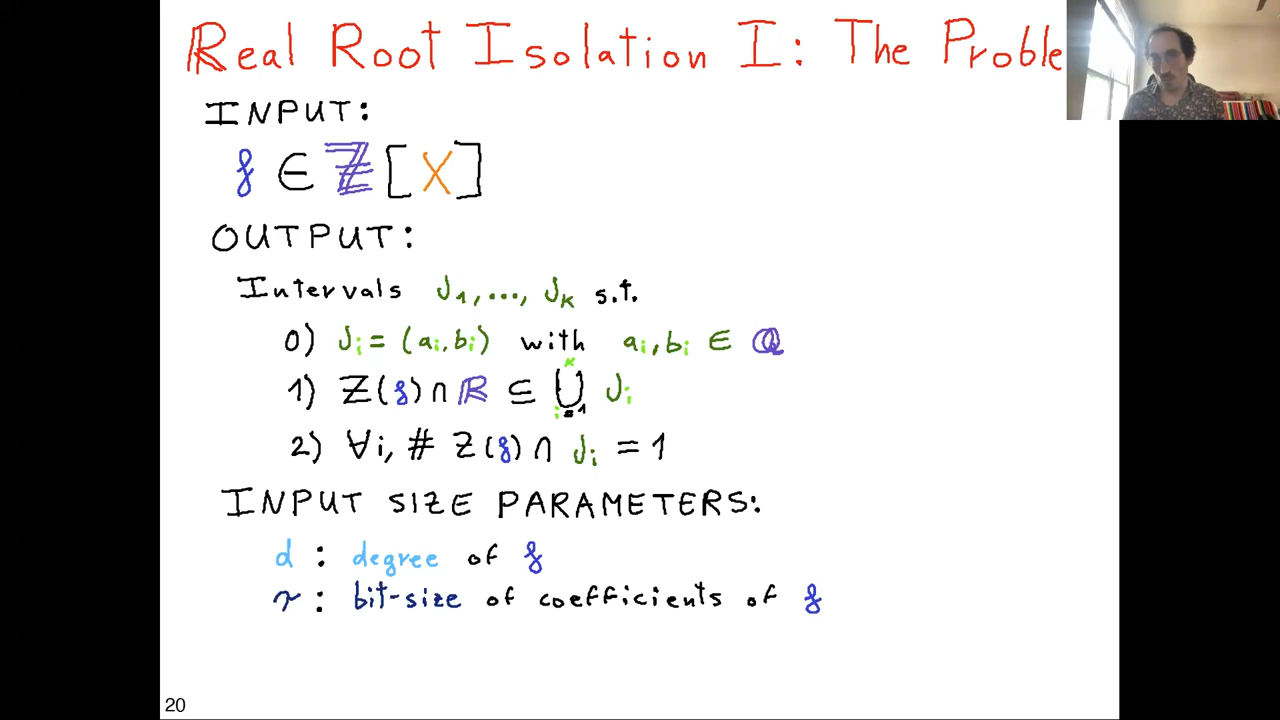 Real Root Isolation I: The Proble
INPUT:
f ∈ ℤ[X]
OUTPUT:
Intervals J₁,..., Jₖ s.t.
0) Jᵢ = (aᵢ, bᵢ) with aᵢ, bᵢ ∈ ℚ
1) Z(f) ∩ ℝ ⊆ ⋃ᵢ₌₁ᵏ Jᵢ
2) ∀i, # Z(f) ∩ Jᵢ = 1
INPUT SIZE PARAMETERS:
d : degree of f
τ : bit-size of coefficients of f
20